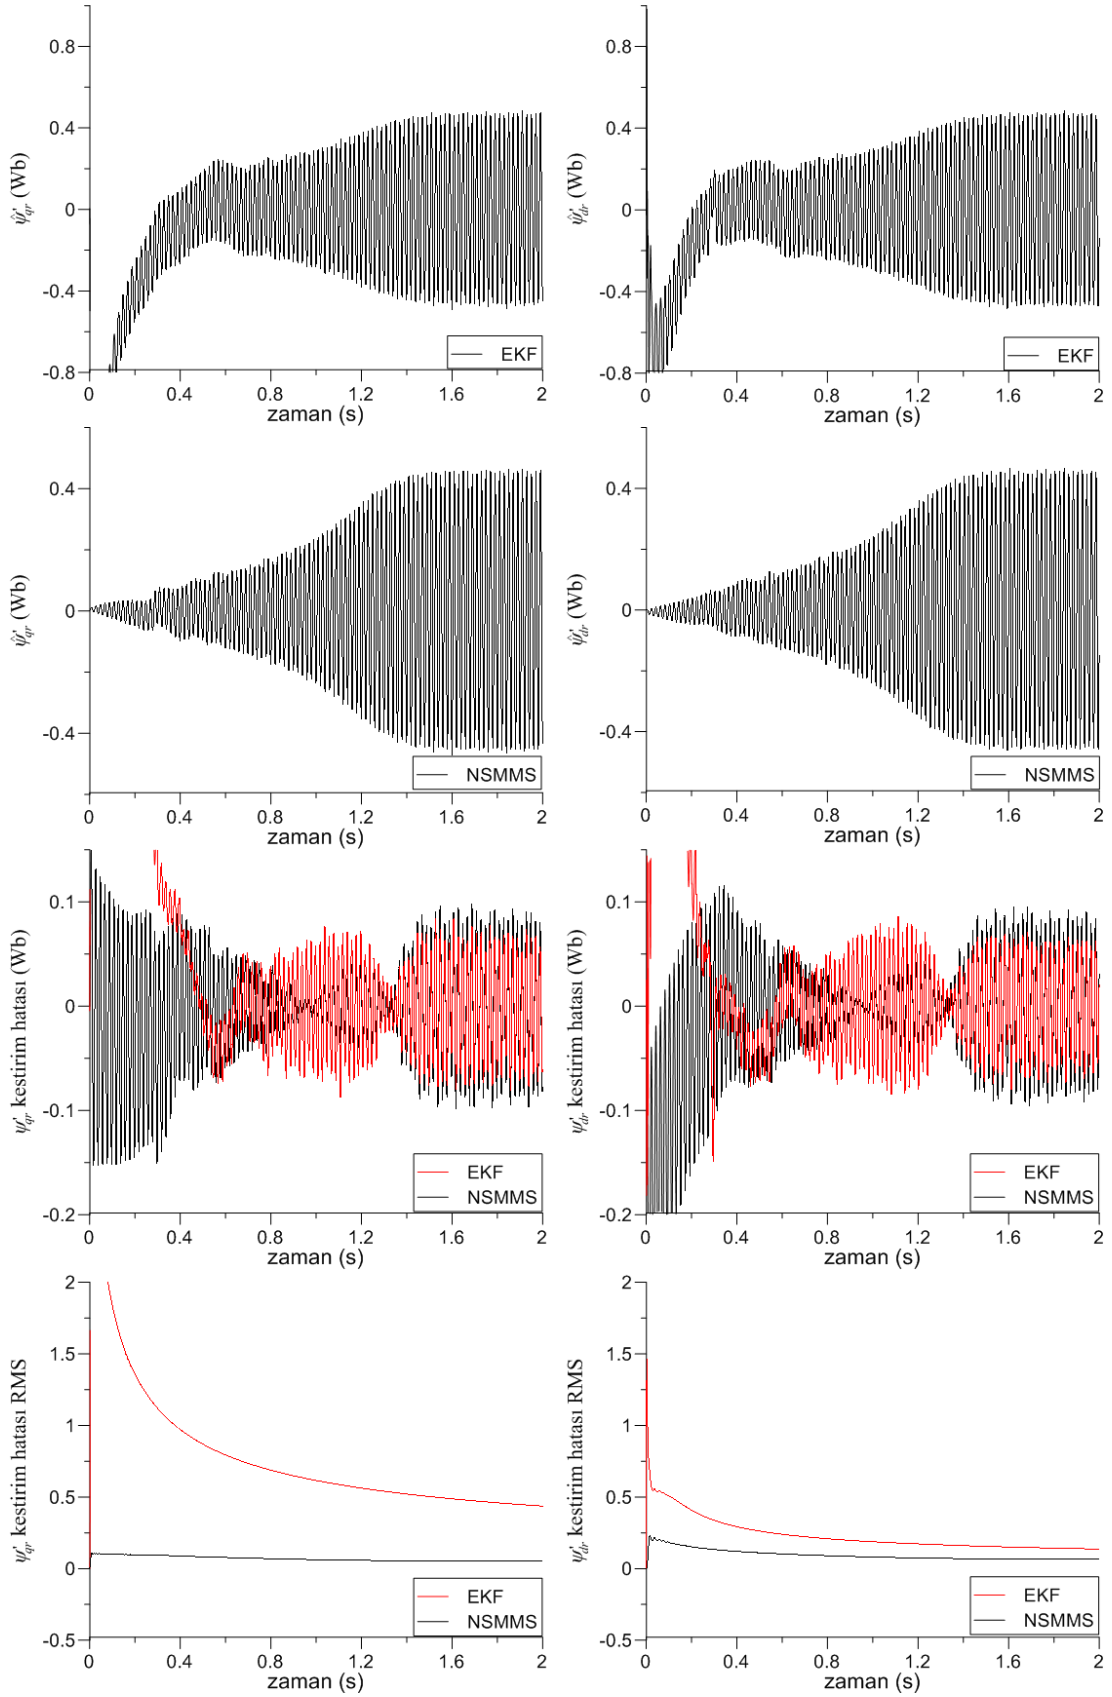 0.8
0.4
0
-0.4
-0.8
ψ̂'qr (Wb)
EKF
0 0.4 0.8 1.2 1.6 2
zaman (s)
0.8
0.4
0
-0.4
-0.8
ψ̂'dr (Wb)
EKF
0 0.4 0.8 1.2 1.6 2
zaman (s)
0.4
0
-0.4
ψ̂'qr (Wb)
NSMMS
0 0.4 0.8 1.2 1.6 2
zaman (s)
0.4
0
-0.4
ψ̂'dr (Wb)
NSMMS
0 0.4 0.8 1.2 1.6 2
zaman (s)
0.1
0
-0.1
-0.2
ψ'qr kestirim hatası (Wb)
EKF
NSMMS
0 0.4 0.8 1.2 1.6 2
zaman (s)
0.1
0
-0.1
-0.2
ψ'dr kestirim hatası (Wb)
EKF
NSMMS
0 0.4 0.8 1.2 1.6 2
zaman (s)
2
1.5
1
0.5
0
-0.5
ψ'qr kestirim hatası RMS
EKF
NSMMS
0 0.4 0.8 1.2 1.6 2
zaman (s)
2
1.5
1
0.5
0
-0.5
ψ'dr kestirim hatası RMS
EKF
NSMMS
0 0.4 0.8 1.2 1.6 2
zaman (s)